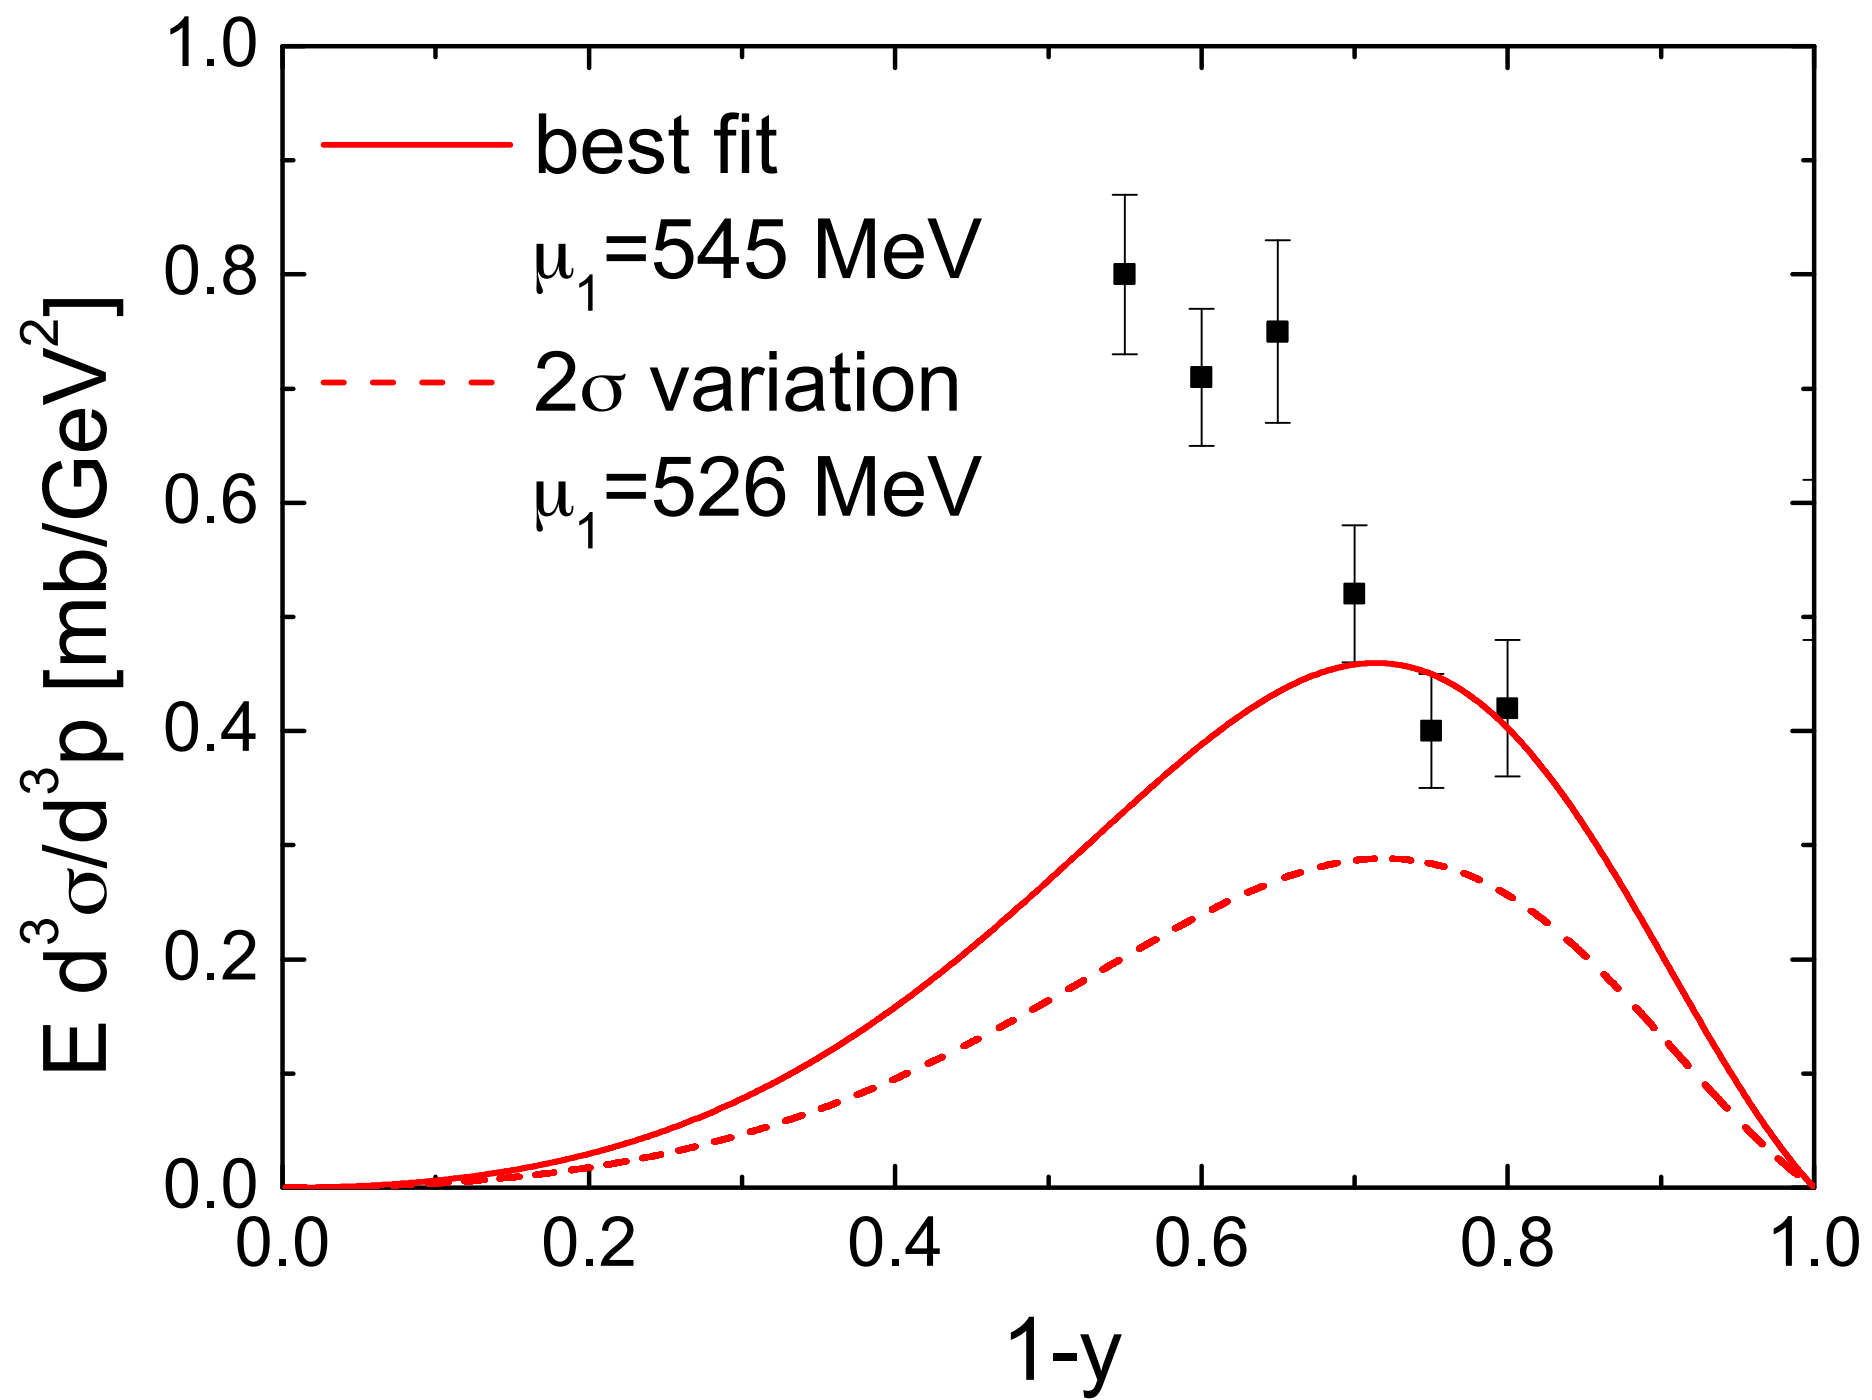 1.0
0.8
0.6
0.4
0.2
0.0
E d³σ/d³p [mb/GeV²]
best fit
μ₁=545 MeV
2σ variation
μ₁=526 MeV
0.0 0.2 0.4 0.6 0.8 1.0
1-y